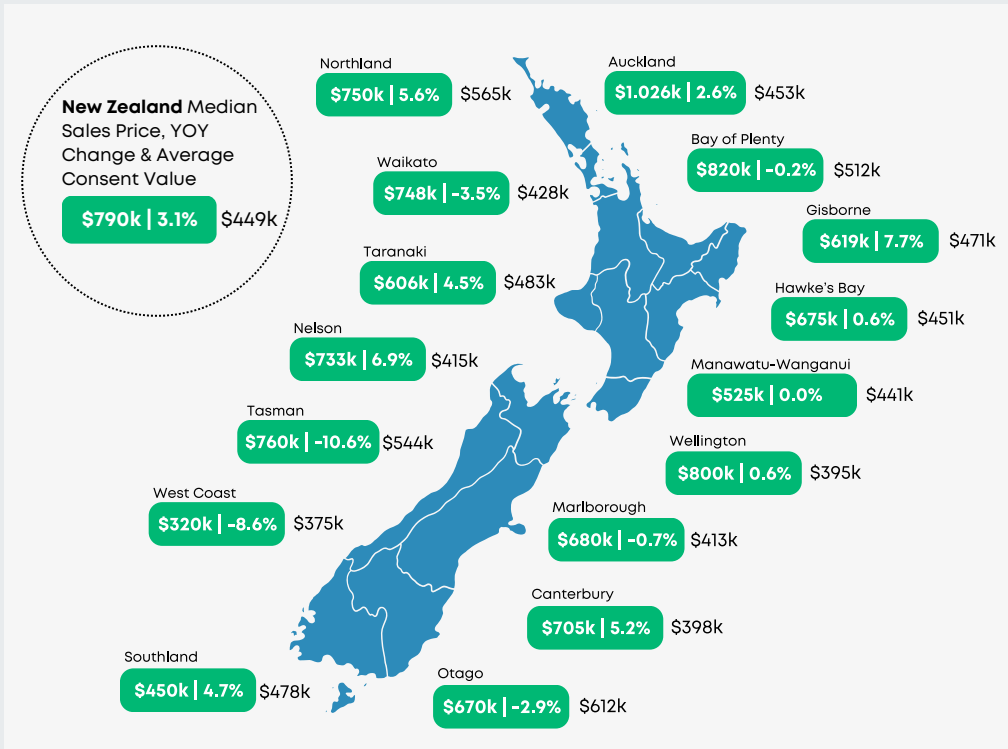 New Zealand Median
Sales Price, YOY
Change & Average
Consent Value
$790k | 3.1% $449k
Northland
$750k | 5.6% $565k
Auckland
$1.026k | 2.6% $453k
Bay of Plenty
$820k | -0.2% $512k
Waikato
$748k | -3.5% $428k
Gisborne
$619k | 7.7% $471k
Taranaki
$606k | 4.5% $483k
Hawke's Bay
$675k | 0.6% $451k
Nelson
$733k | 6.9% $415k
Manawatu-Wanganui
$525k | 0.0% $441k
Tasman
$760k | -10.6% $544k
Wellington
$800k | 0.6% $395k
West Coast
$320k | -8.6% $375k
Marlborough
$680k | -0.7% $413k
Canterbury
$705k | 5.2% $398k
Southland
$450k | 4.7% $478k
Otago
$670k | -2.9% $612k